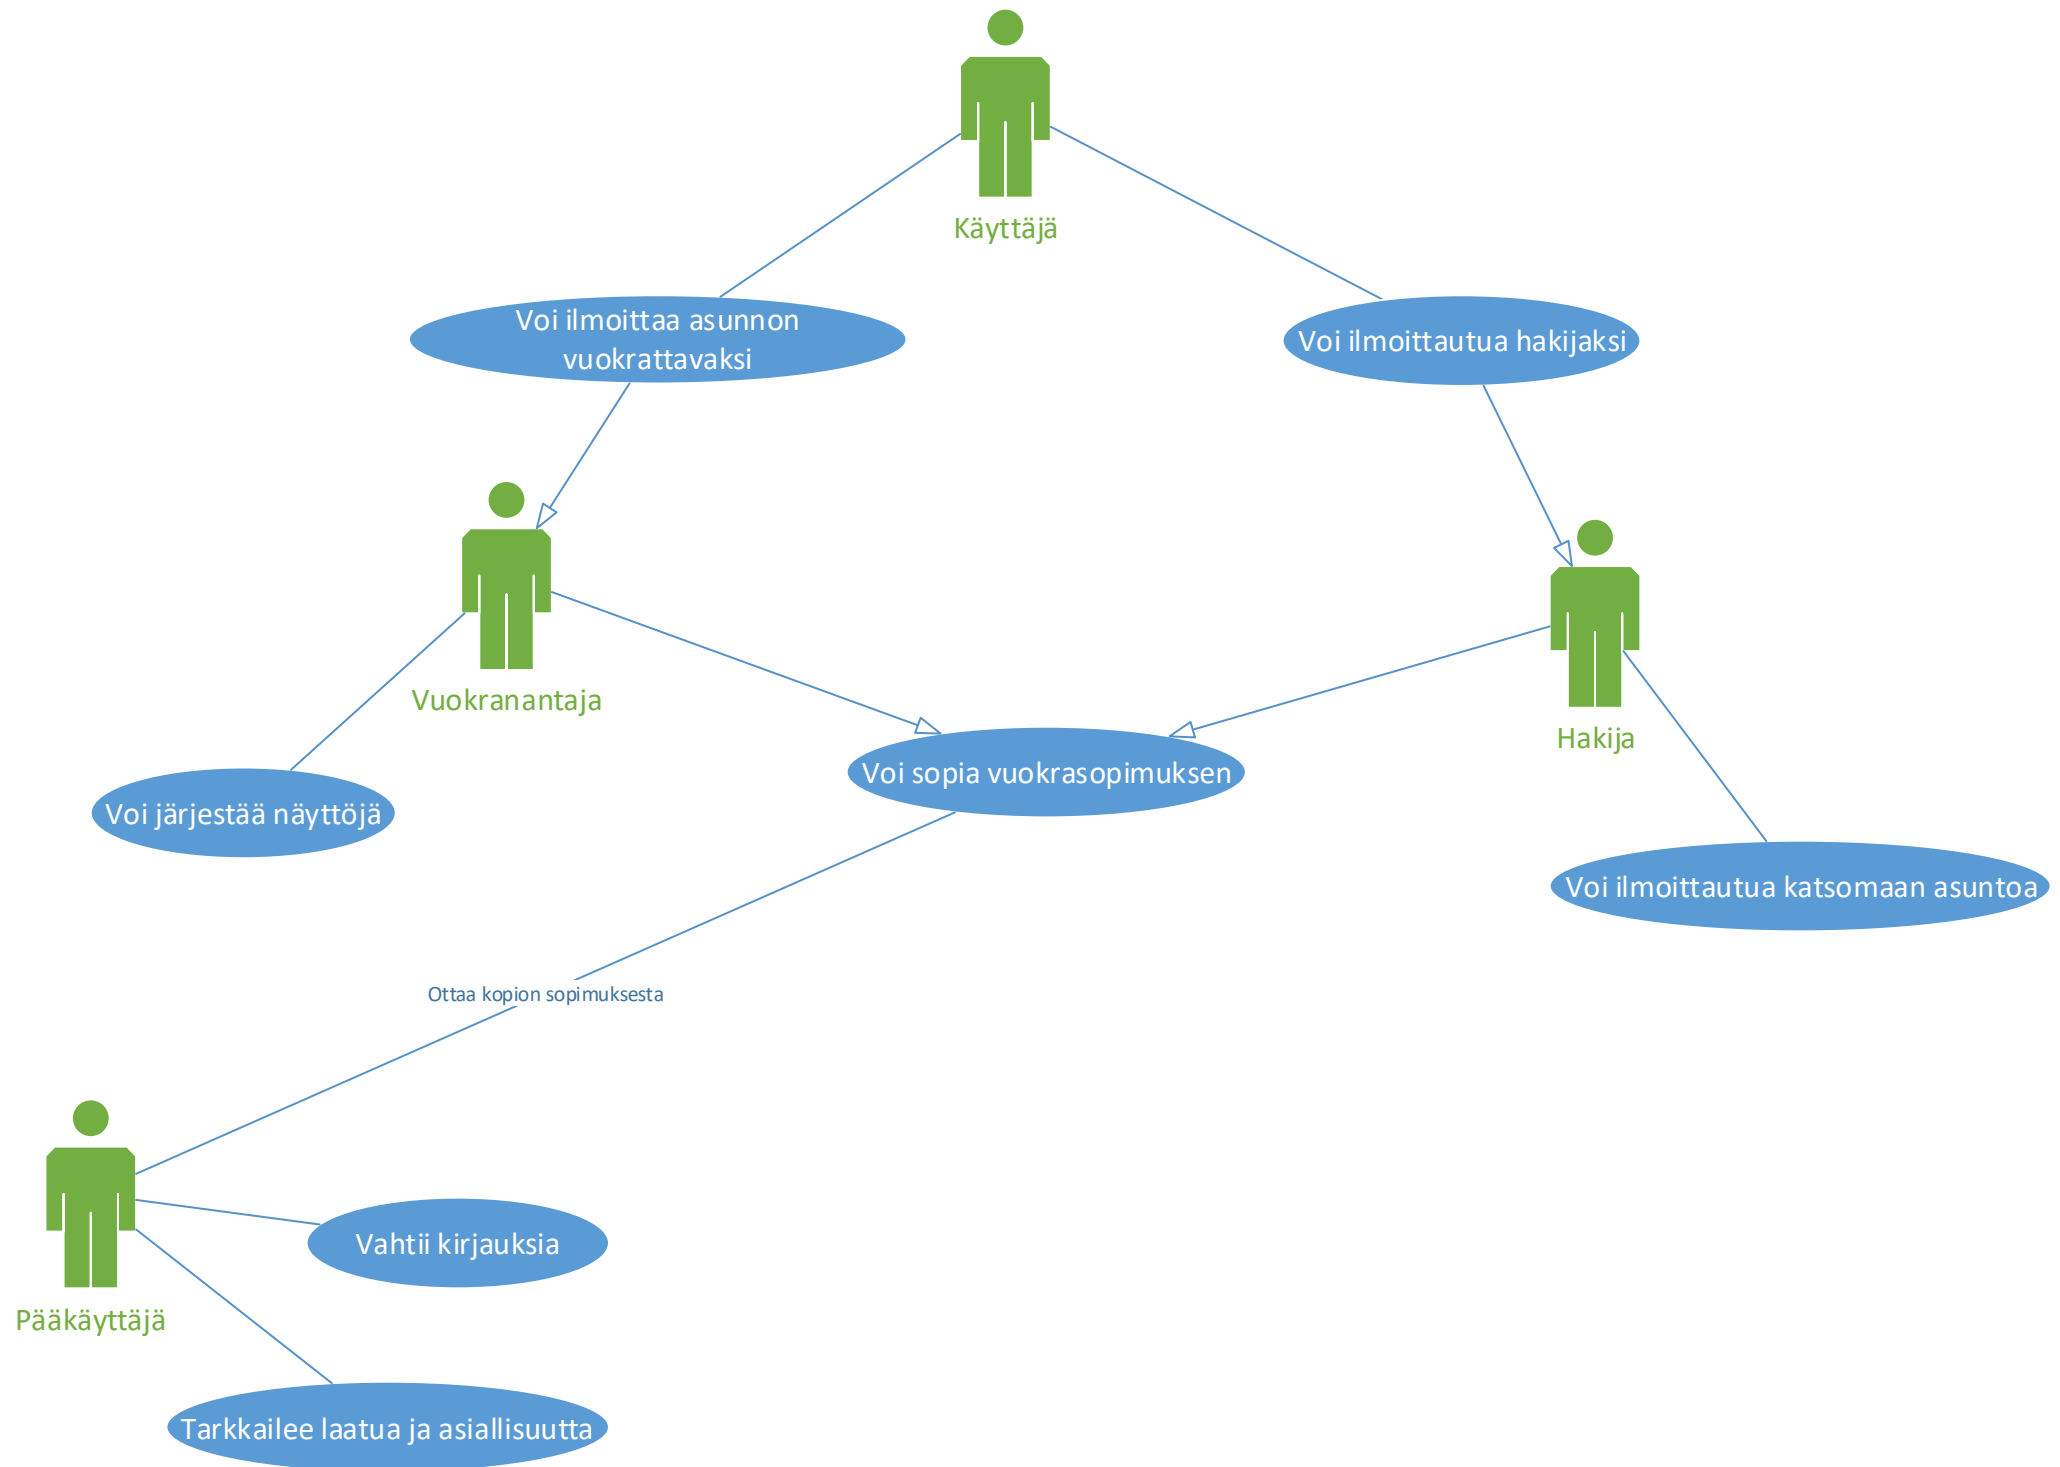 Käyttäjä
Voi ilmoittaa asunnon
vuokrattavaksi
Voi ilmoittautua hakijaksi
Vuokranantaja
Hakija
Voi sopia vuokrasopimuksen
Voi järjestää näyttöjä
Voi ilmoittautua katsomaan asuntoa
Ottaa kopion sopimuksesta
Vahtii kirjauksia
Pääkäyttäjä
Tarkkailee laatua ja asiallisuutta